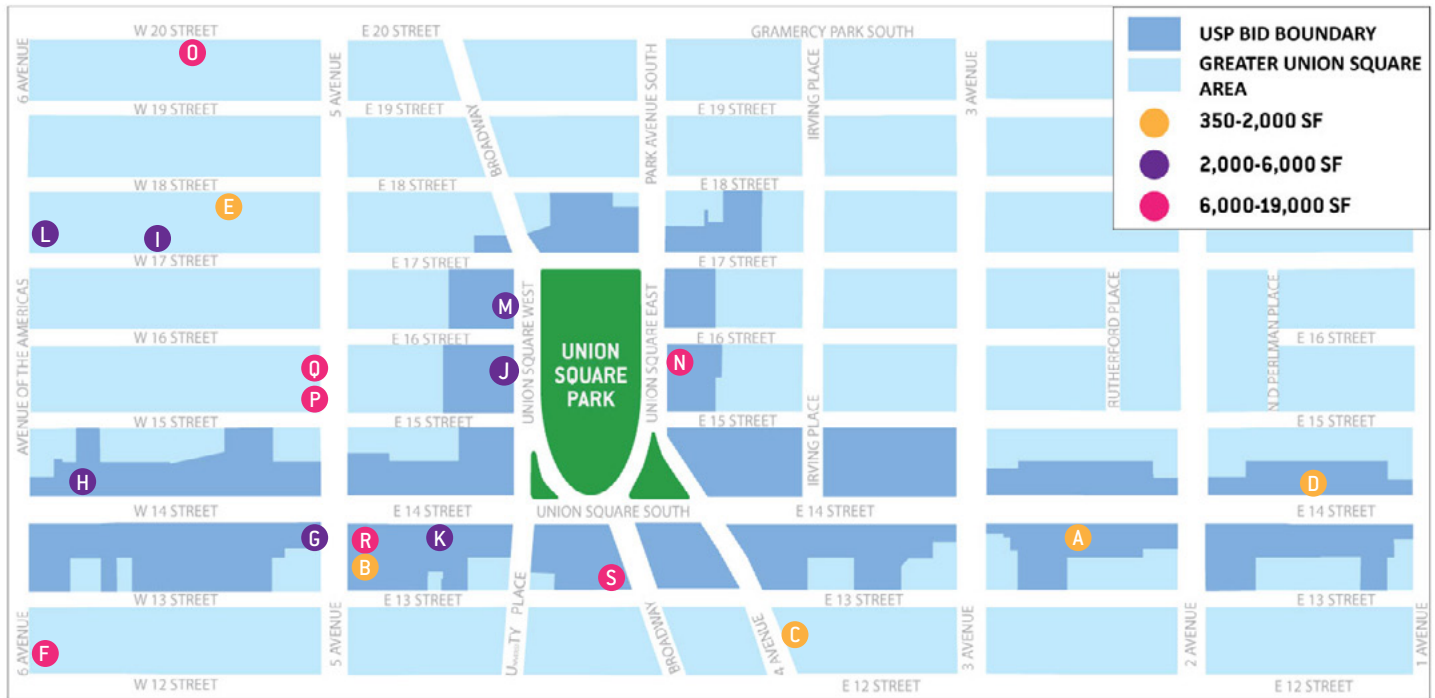 W 20 STREET
E 20 STREET
GRAMERCY PARK SOUTH
USP BID BOUNDARY
GREATER UNION SQUARE
AREA
350-2,000 SF
2,000-6,000 SF
6,000-19,000 SF
O
6 AVENUE
5 AVENUE
BROADWAY
PARK AVENUE SOUTH
IRVING PLACE
3 AVENUE
W 19 STREET
E 19 STREET
E 19 STREET
W 18 STREET
E 18 STREET
E 18 STREET
E
L
I
W 17 STREET
E 17 STREET
E 17 STREET
AVENUE OF THE AMERICAS
M
UNION SQUARE WEST
UNION SQUARE EAST
RUTHERFORD PLACE
N D PERLMAN PLACE
W 16 STREET
E 16 STREET
E 16 STREET
E 16 STREET
UNION
SQUARE
PARK
Q
J
N
P
W 15 STREET
E 15 STREET
E 15 STREET
E 15 STREET
IRVING PLACE
H
D
W 14 STREET
E 14 STREET
UNION SQUARE SOUTH
E 14 STREET
E 14 STREET
G
R
K
A
B
S
W 13 STREET
E 13 STREET
E 13 STREET
E 13 STREET
PLACE
BROADWAY
4 AVENUE
C
F
6 AVENUE
5 AVENUE
3 AVENUE
2 AVENUE
1 AVENUE
W 12 STREET
E 12 STREET
E 12 STREET